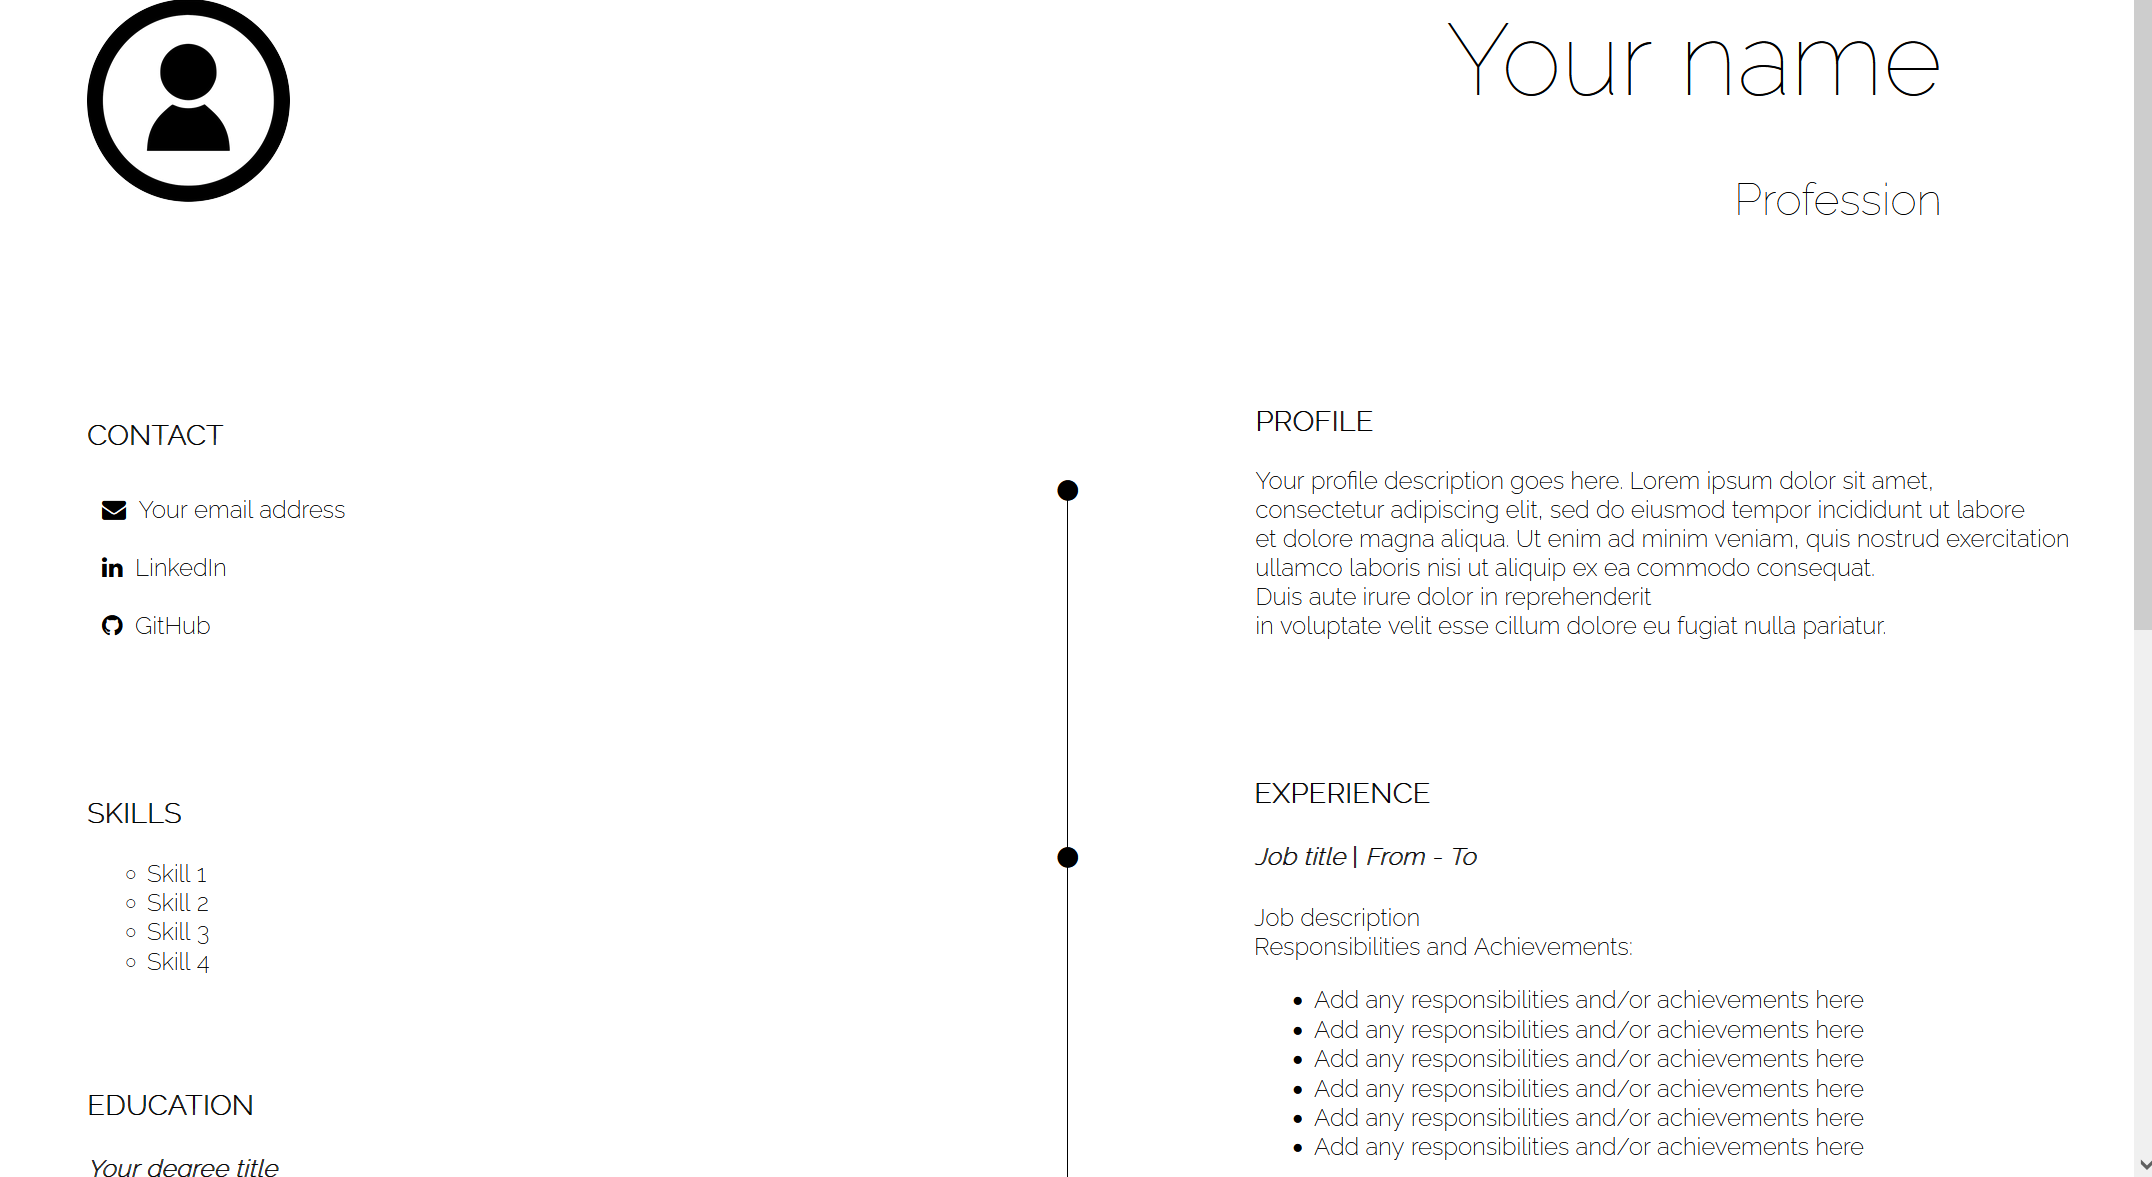 Your name
Profession
CONTACT
Your email address
LinkedIn
GitHub
SKILLS
Skill 1
Skill 2
Skill 3
Skill 4
EDUCATION
Your degree title
PROFILE
Your profile description goes here. Lorem ipsum dolor sit amet,
consectetur adipiscing elit, sed do eiusmod tempor incididunt ut labore
et dolore magna aliqua. Ut enim ad minim veniam, quis nostrud exercitation
ullamco laboris nisi ut aliquip ex ea commodo consequat.
Duis aute irure dolor in reprehenderit
in voluptate velit esse cillum dolore eu fugiat nulla pariatur.
EXPERIENCE
Job title | From - To
Job description
Responsibilities and Achievements:
Add any responsibilities and/or achievements here
Add any responsibilities and/or achievements here
Add any responsibilities and/or achievements here
Add any responsibilities and/or achievements here
Add any responsibilities and/or achievements here
Add any responsibilities and/or achievements here